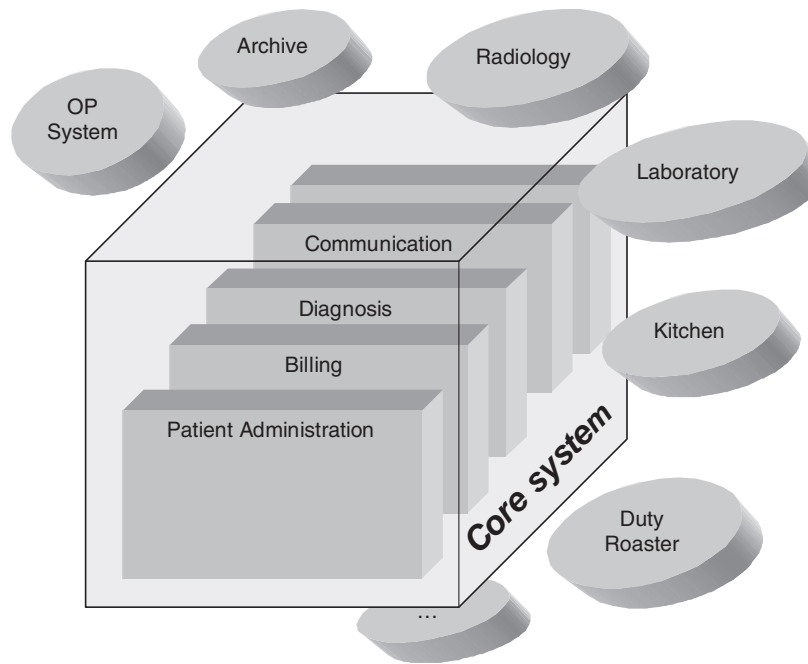 Archive
Radiology
OP
System
Laboratory
Communication
Diagnosis
Kitchen
Billing
Patient Administration
Core system
Duty
Roaster
...